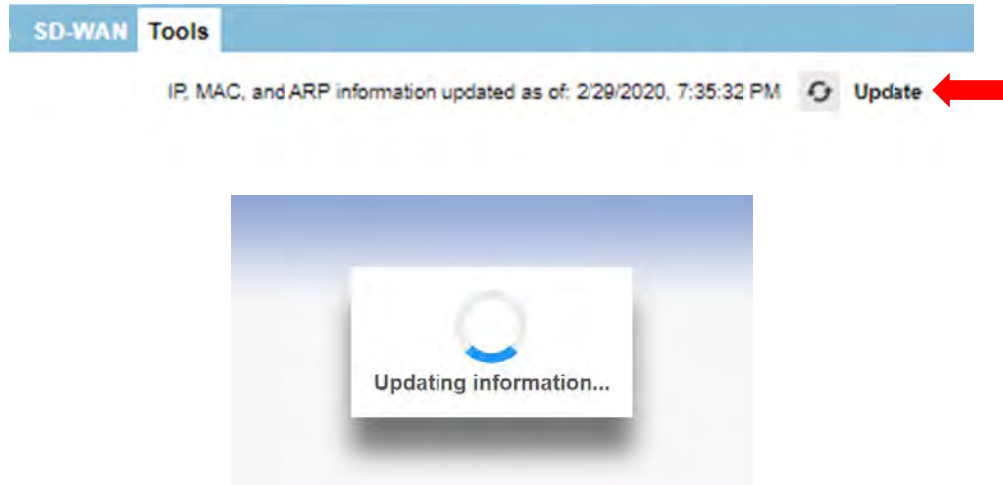 SD-WAN Tools
IP, MAC, and ARP information updated as of: 2/29/2020, 7:35:32 PM Update
Updating information...